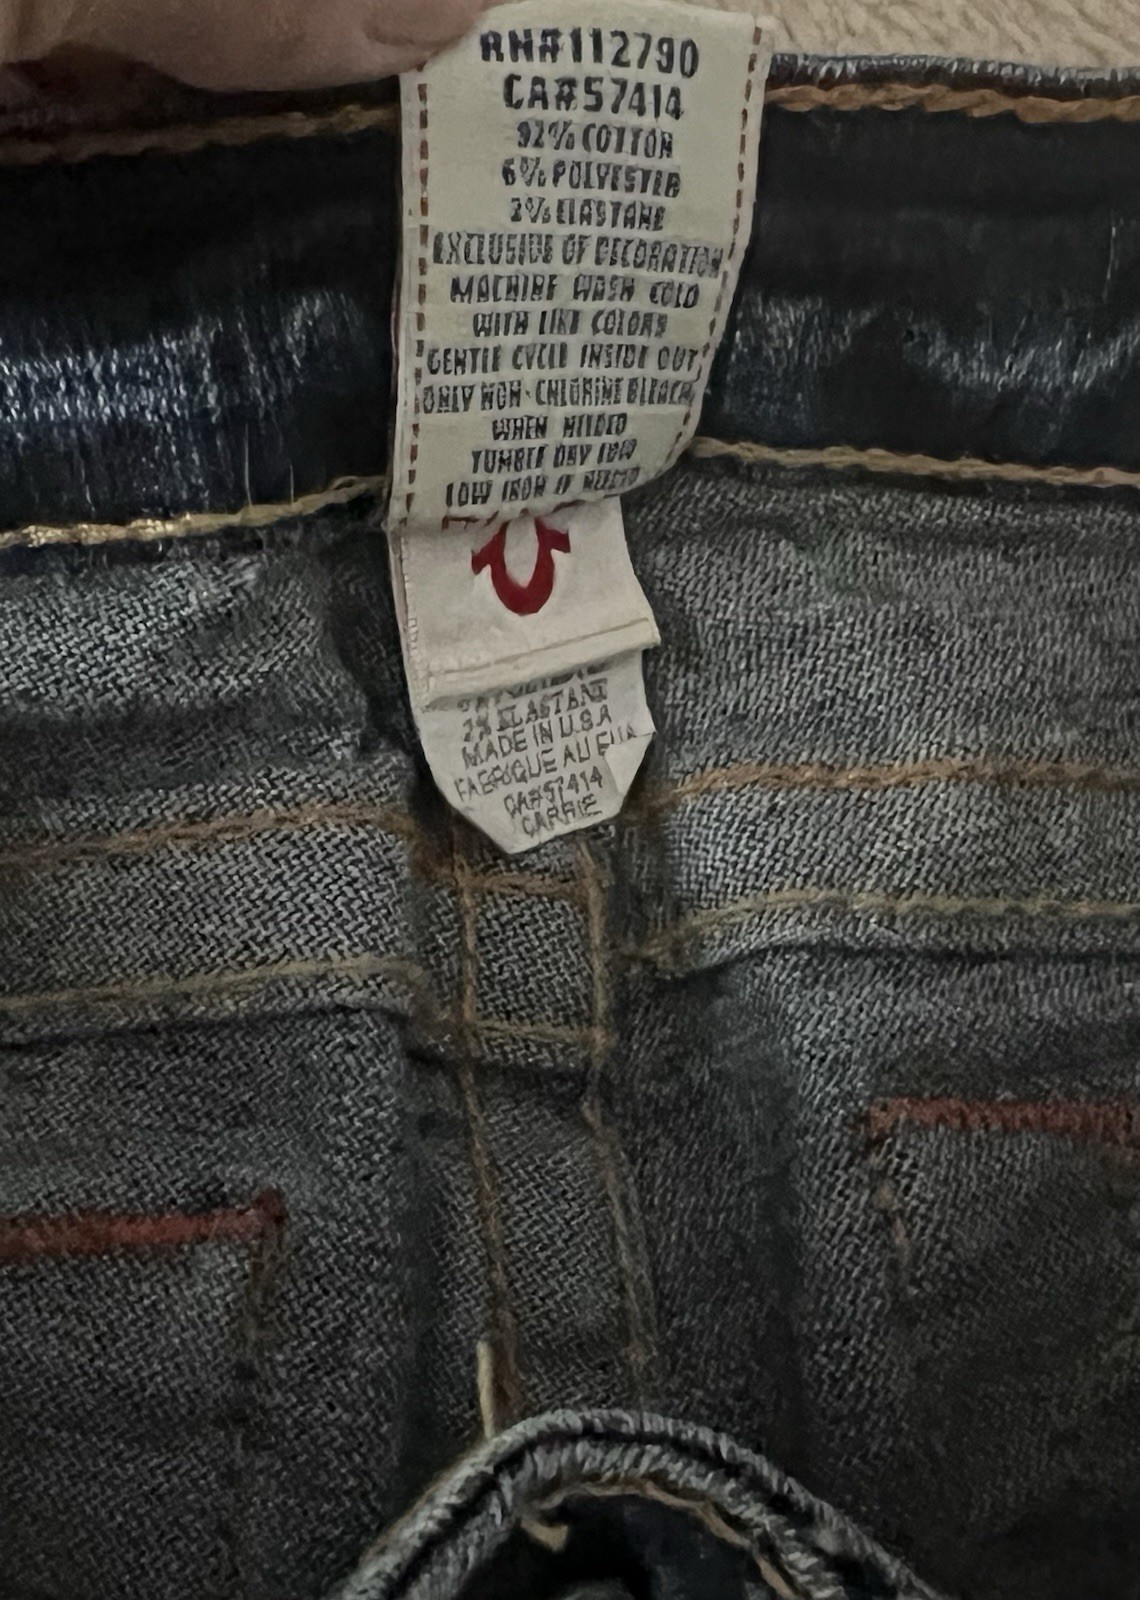 RN#112790
CA#57414
92% COTTON
6% POLYESTER
2% ELASTANE
EXCLUSIVE OF DECORATION
MACHINE WASH COLD
WITH LIKE COLORS
GENTLE CYCLE INSIDE OUT
ONLY NON-CHLORINE BLEACH
WHEN NEEDED
TUMBLE DRY LOW
LOW IRON IF NEEDED
2% ELASTANE
MADE IN U.S.A
FABRIQUE AU
CA#57414
CARRIE